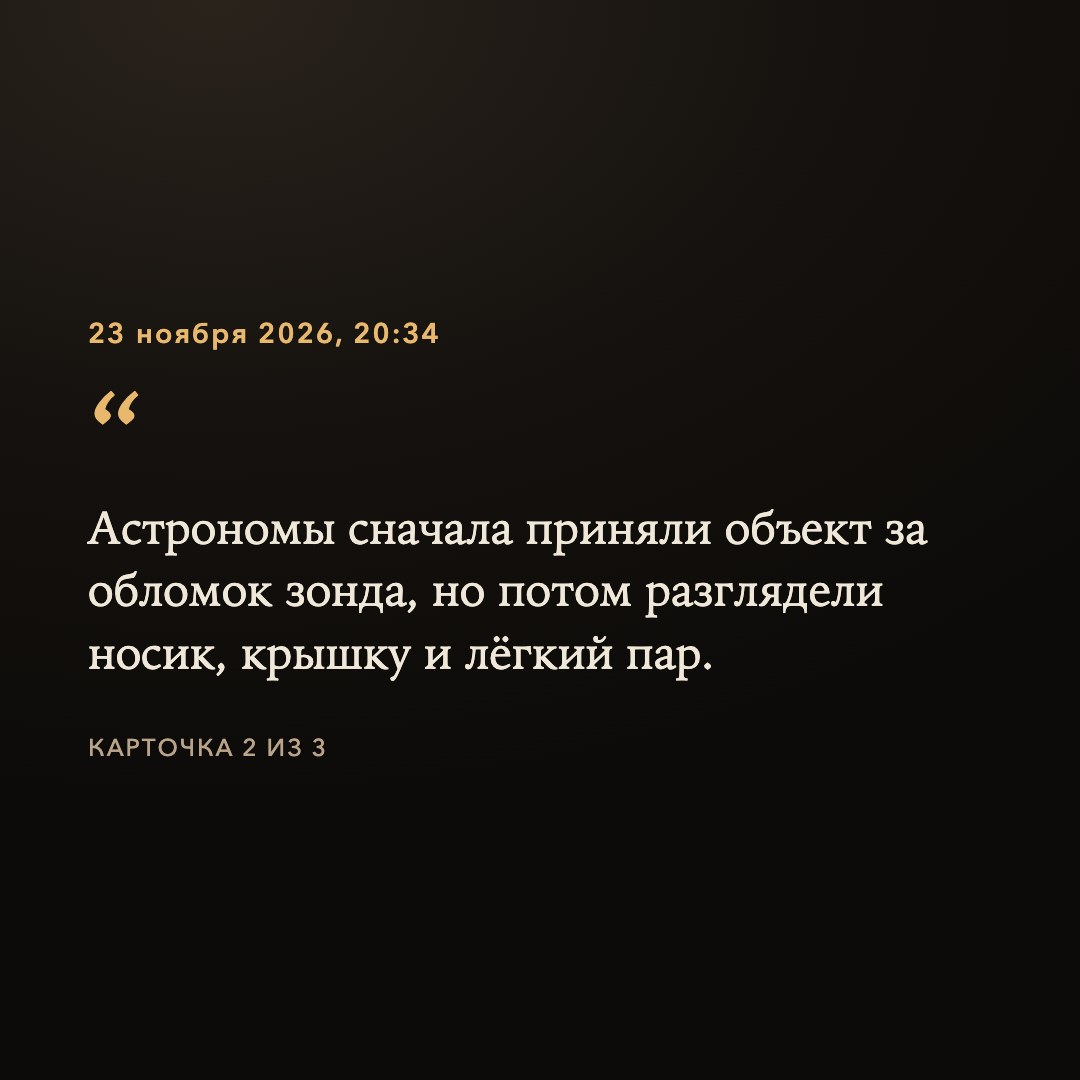 23 ноября 2026, 20:34
“
Астрономы сначала приняли объект за
обломок зонда, но потом разглядели
носик, крышку и лёгкий пар.
КАРТОЧКА 2 ИЗ 3